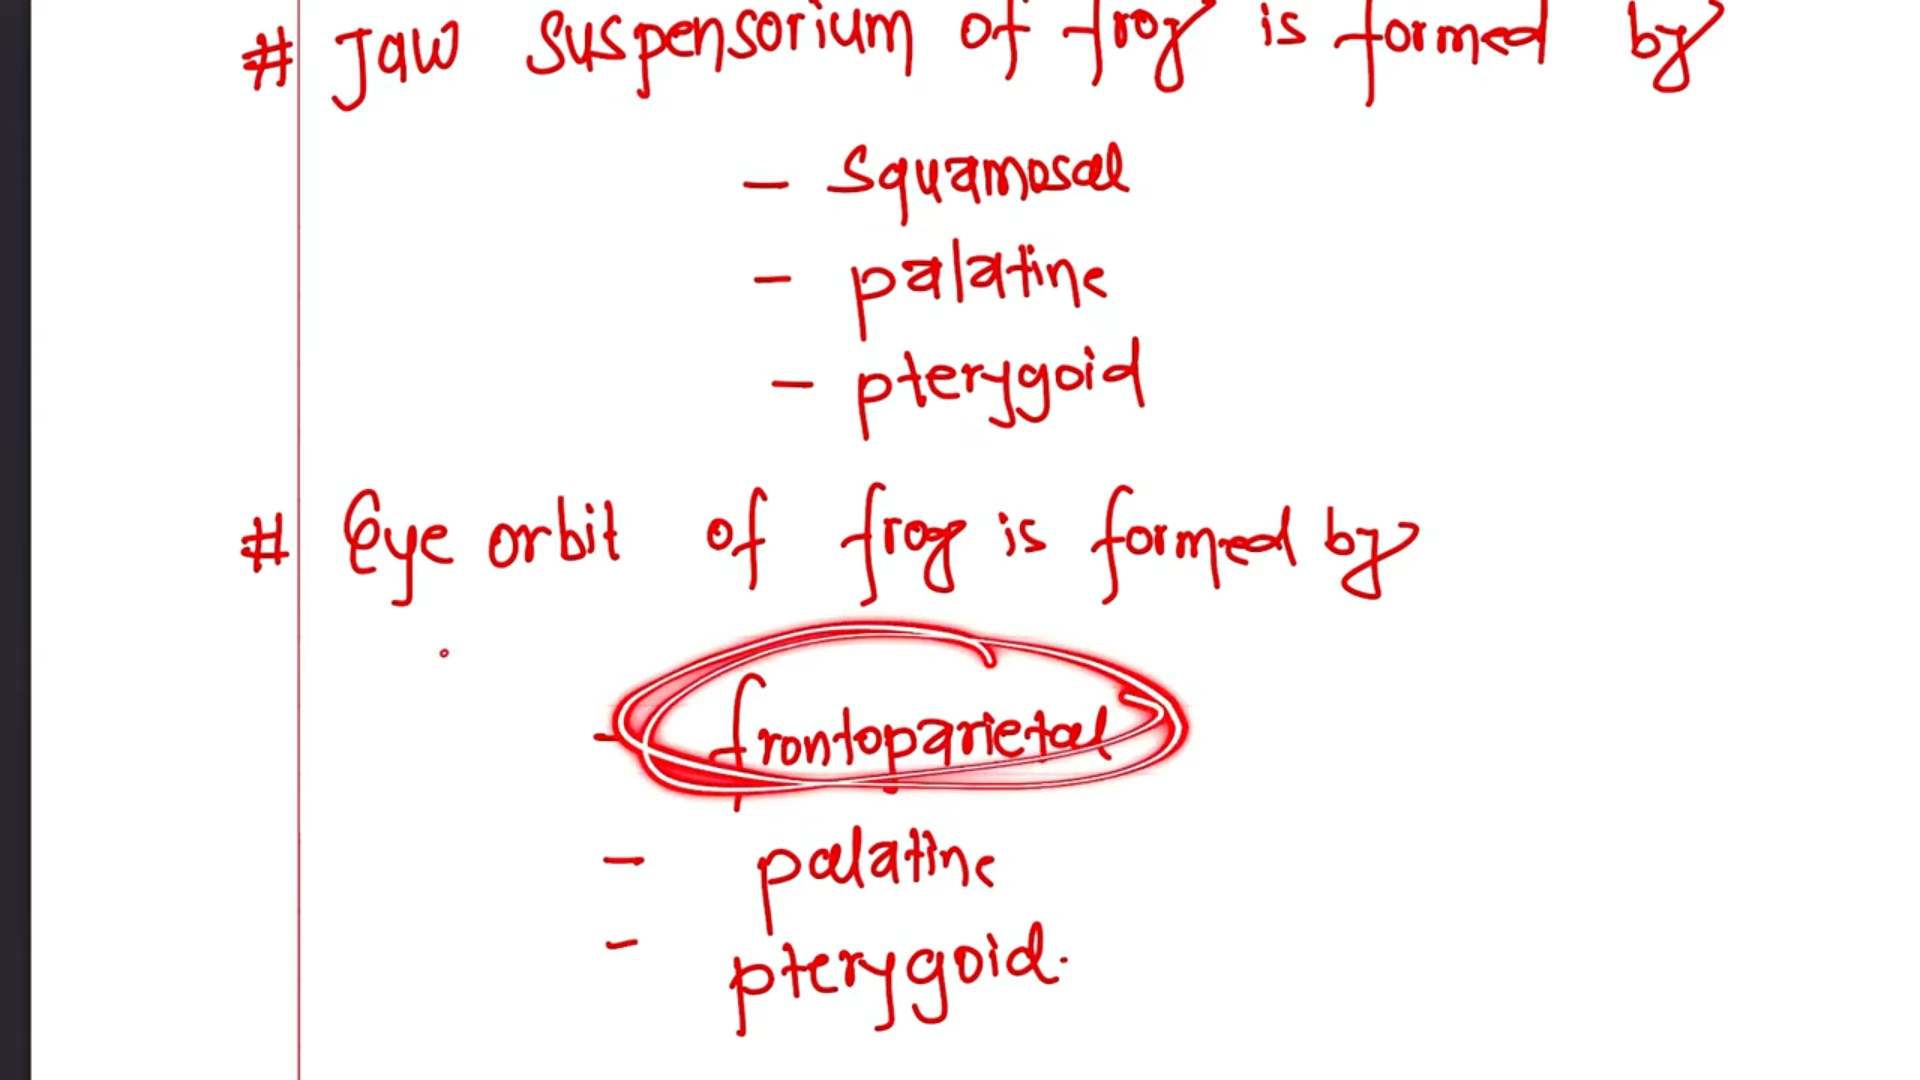 # Jaw suspensorium of frog is formed by
- squamosal
- palatine
- pterygoid
# Eye orbit of frog is formed by
- frontoparietal
- palatine
- pterygoid.